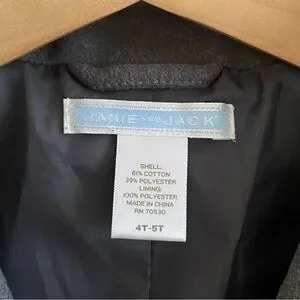 JANIE AND JACK
SHELL:
61% COTTON
39% POLYESTER
LINING:
100% POLYESTER
MADE IN CHINA
RN 70530
4T-5T